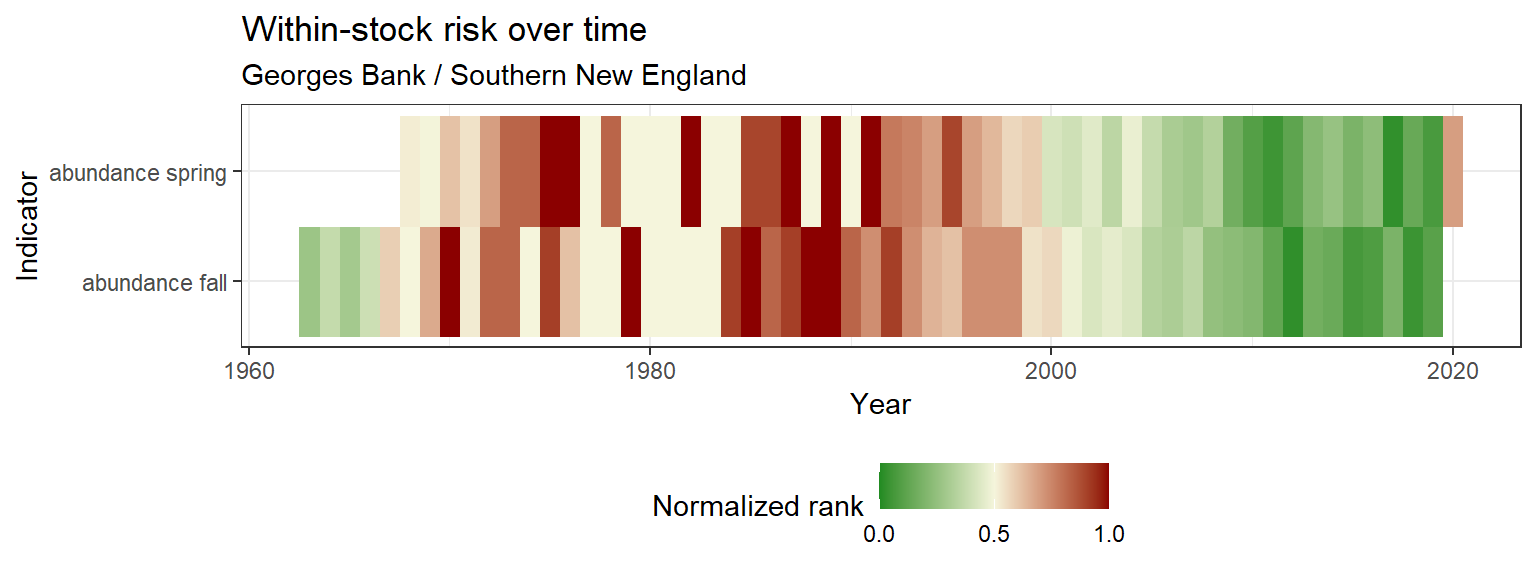 Within-stock risk over time
Georges Bank / Southern New England
Indicator
abundance spring
abundance fall
1960 1980 2000 2020
Year
Normalized rank
0.0 0.5 1.0